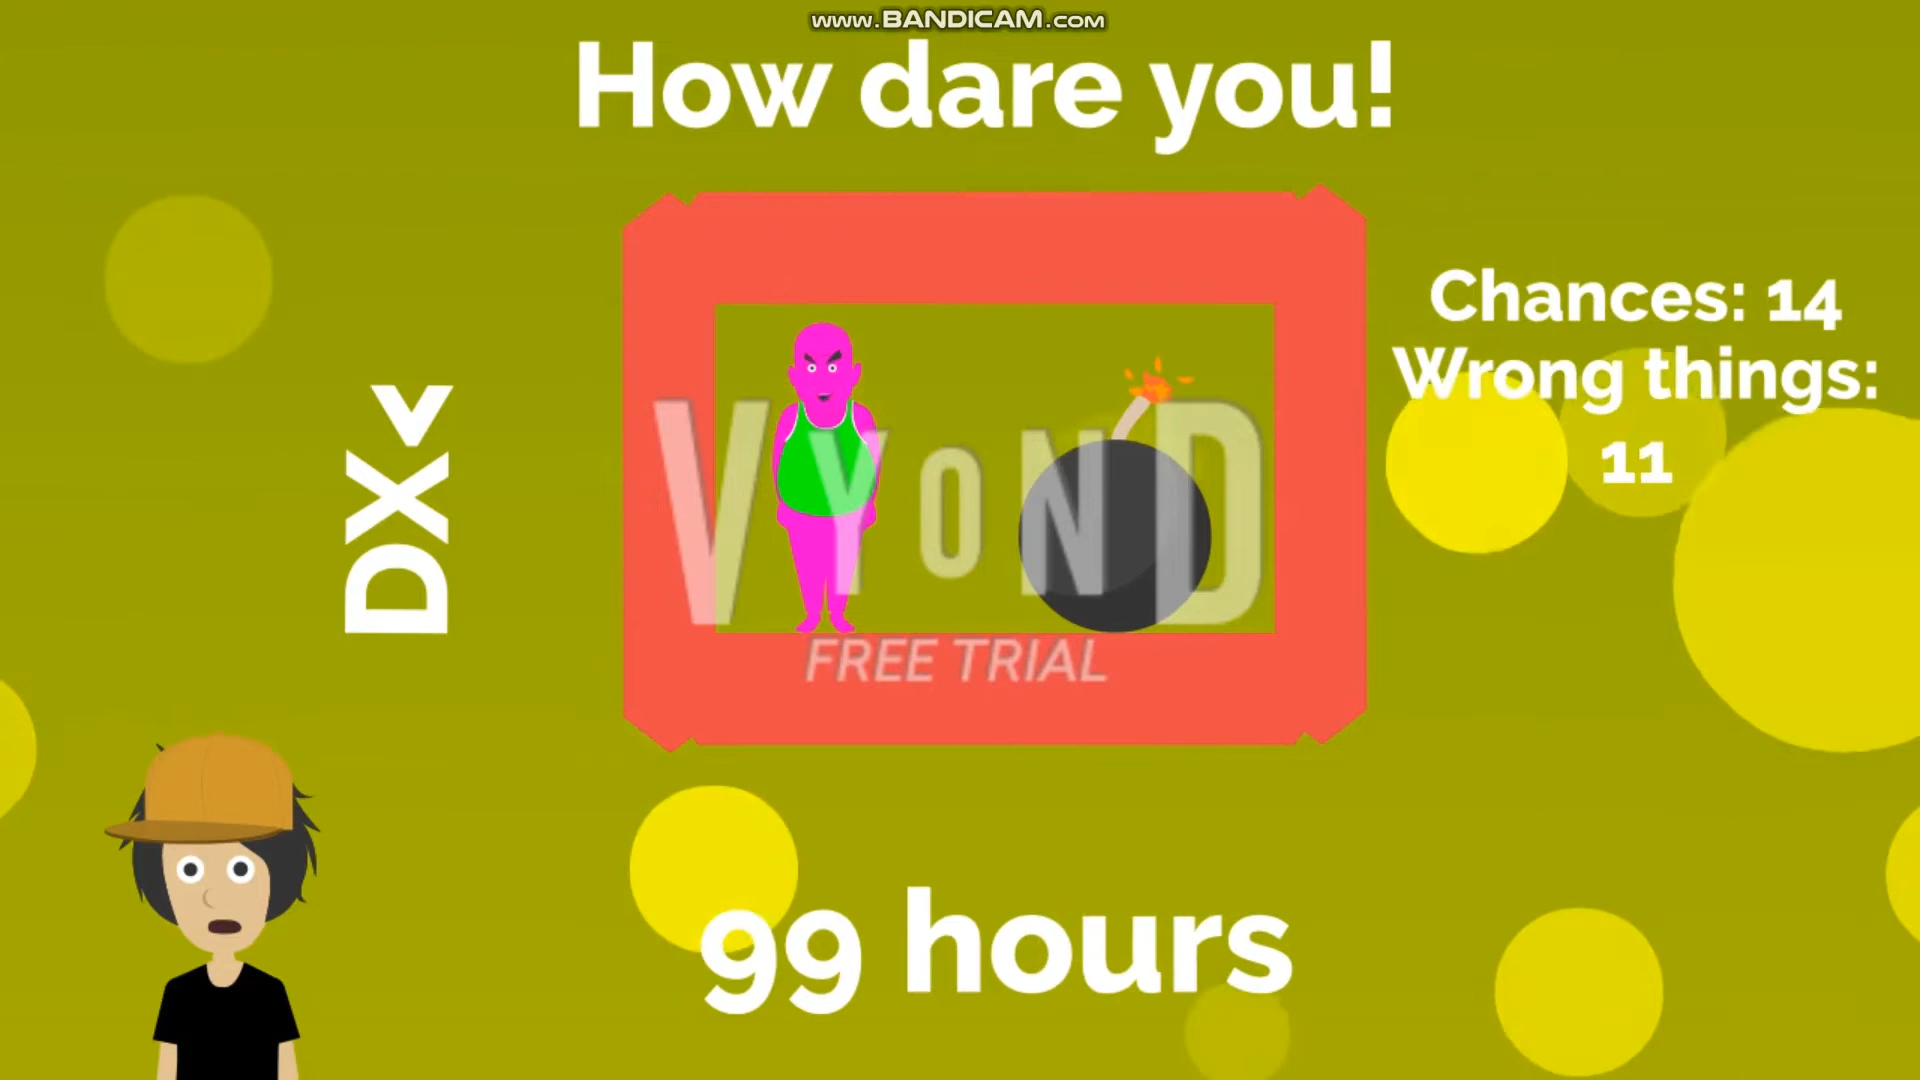 www.BANDICAM.com
How dare you!
Chances: 14
Wrong things:
11
DX<
VYoND
FREE TRIAL
99 hours